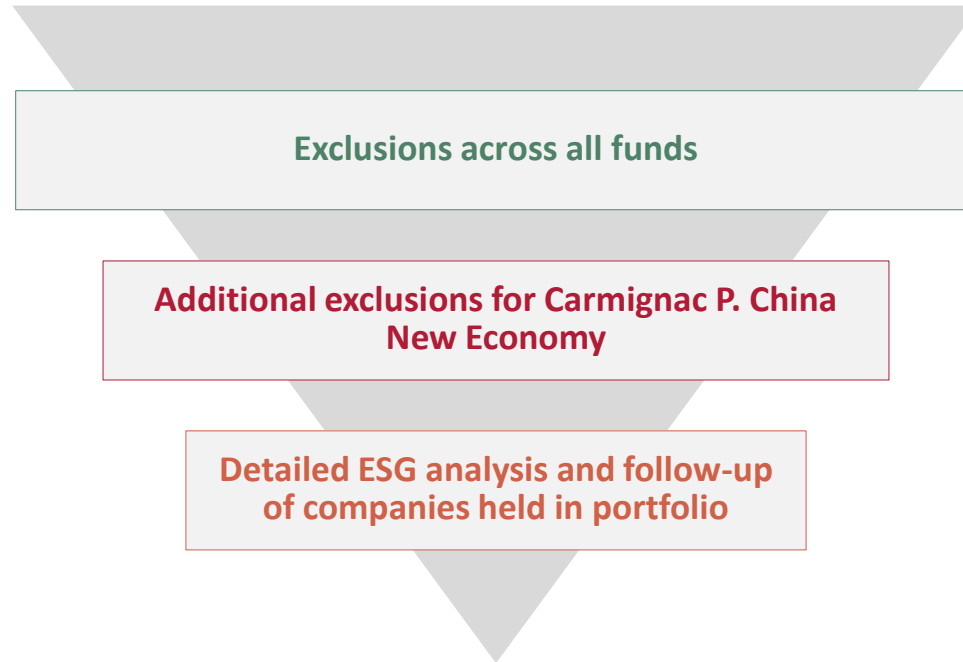 Exclusions across all funds
Additional exclusions for Carmignac P. China
New Economy
Detailed ESG analysis and follow-up
of companies held in portfolio